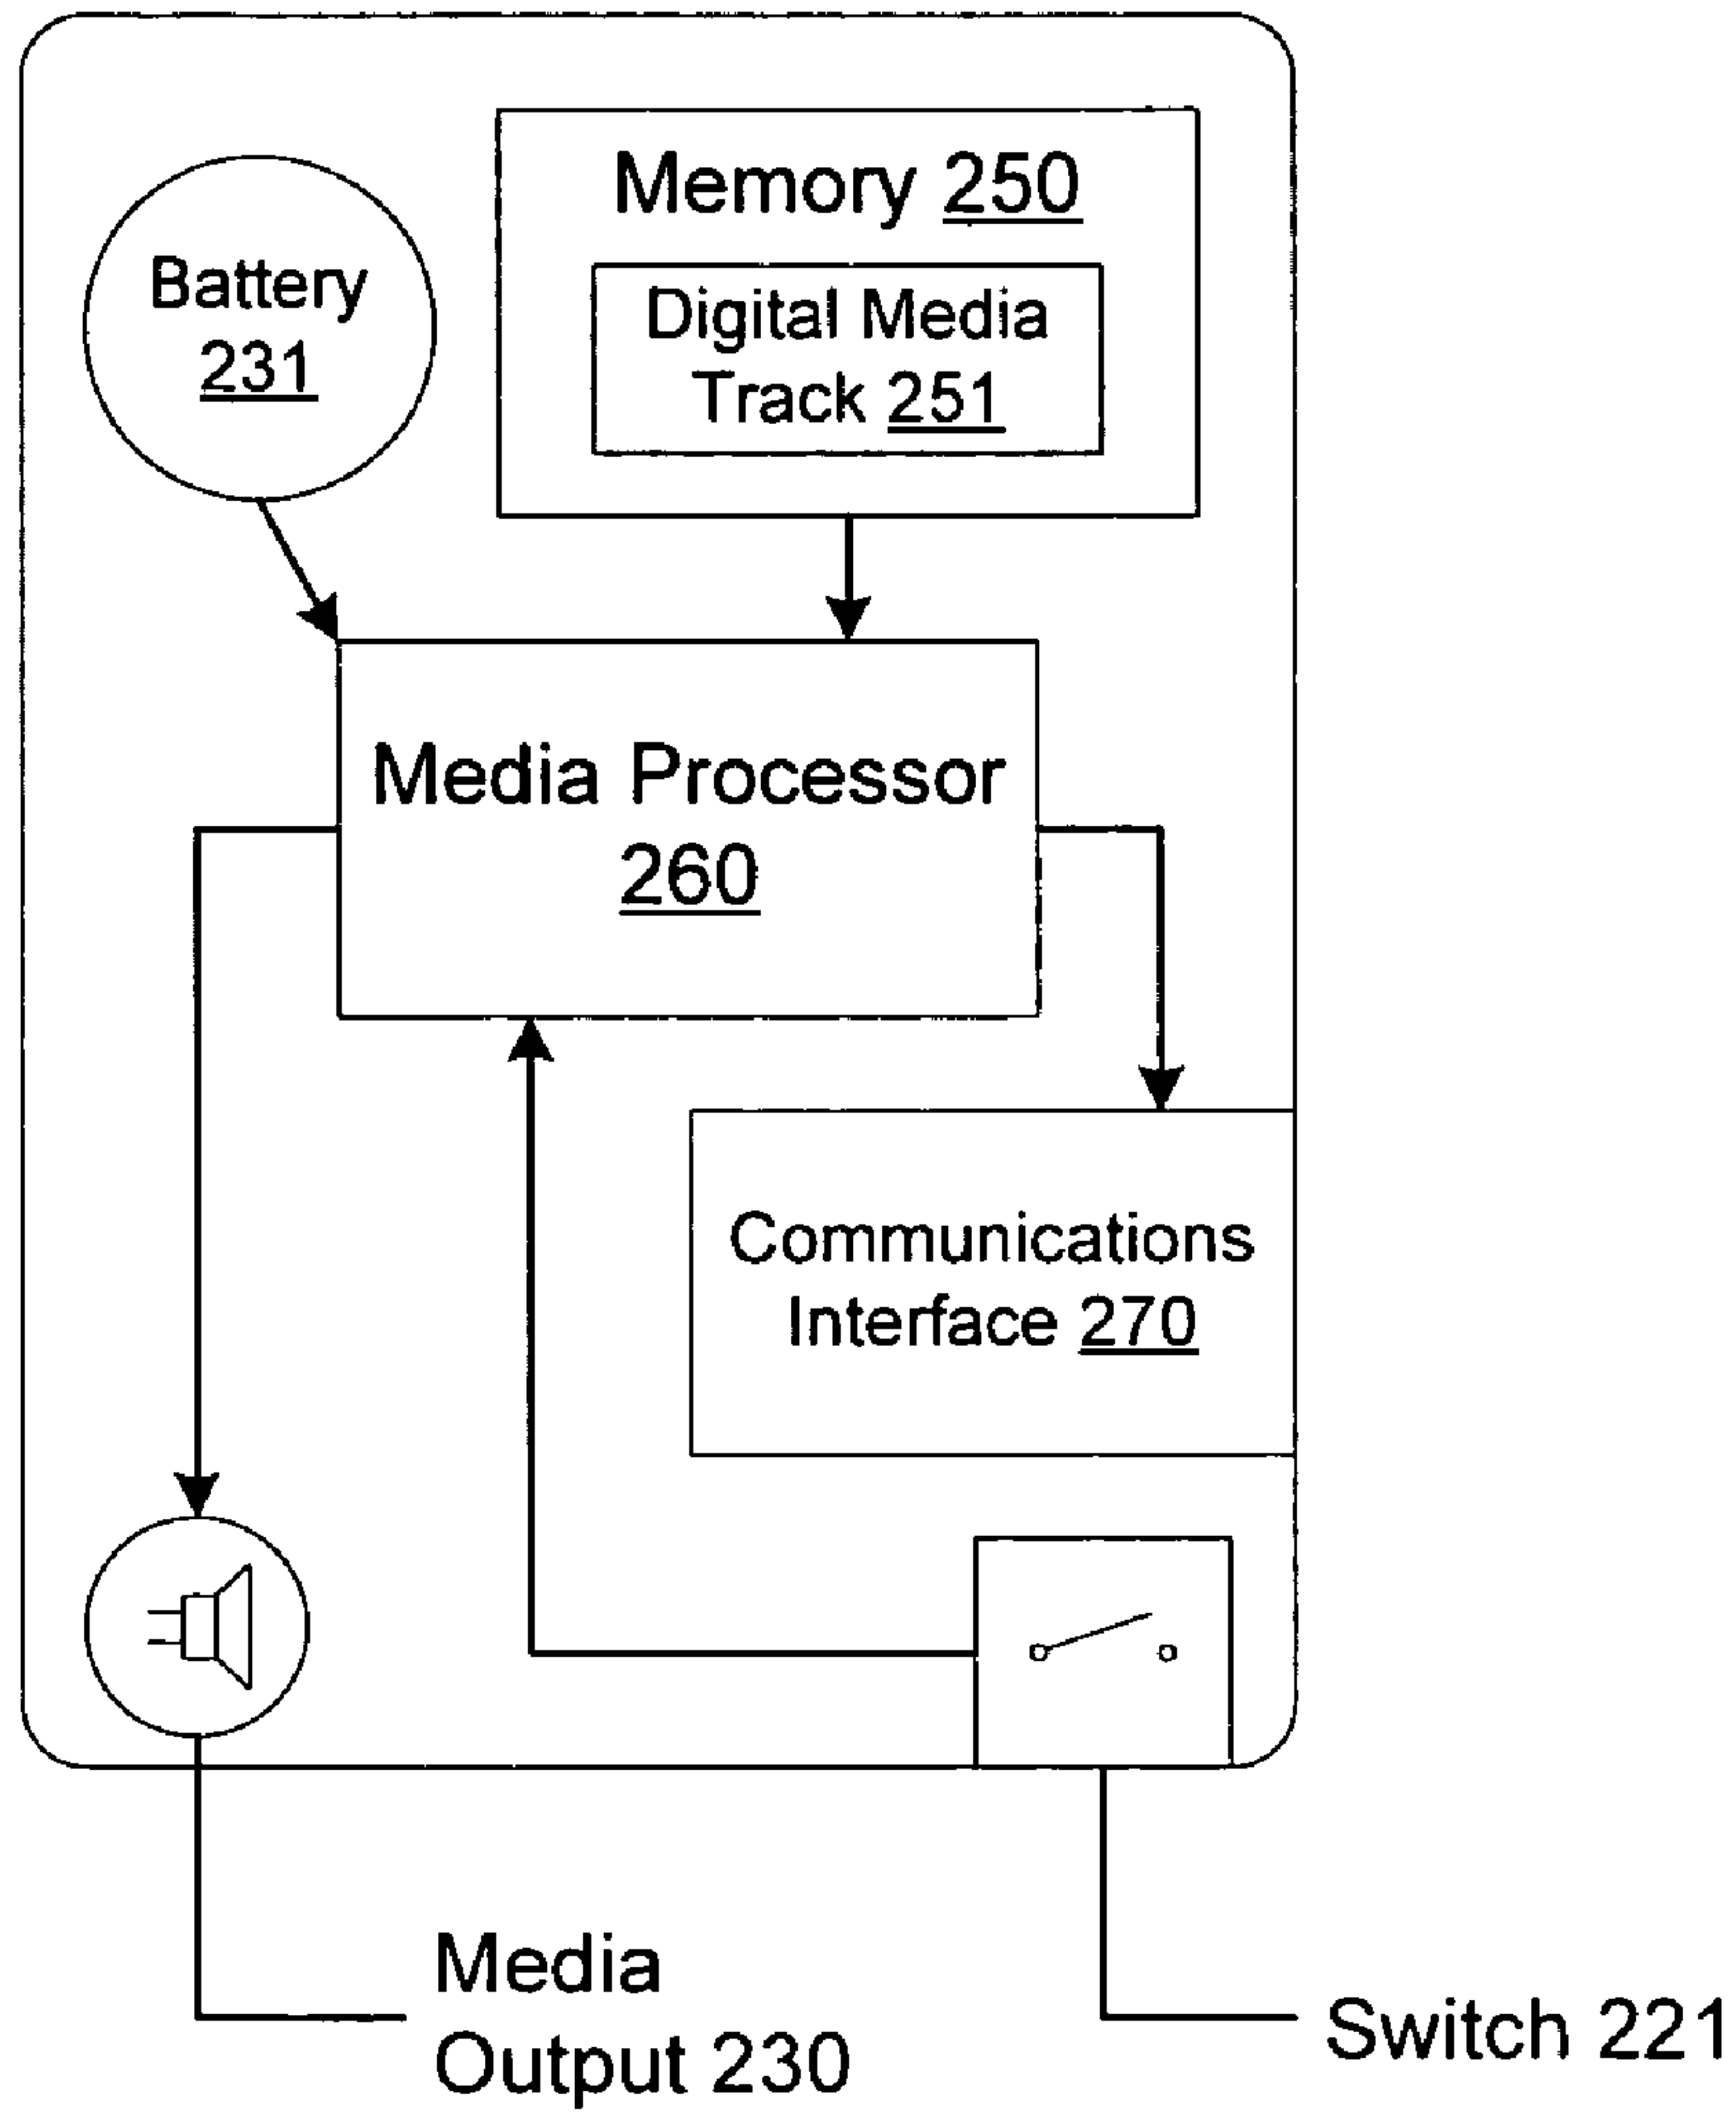 Memory 250
Battery
231
Digital Media
Track 251
Media Processor
260
Communications
Interface 270
Media
Output 230
Switch 221